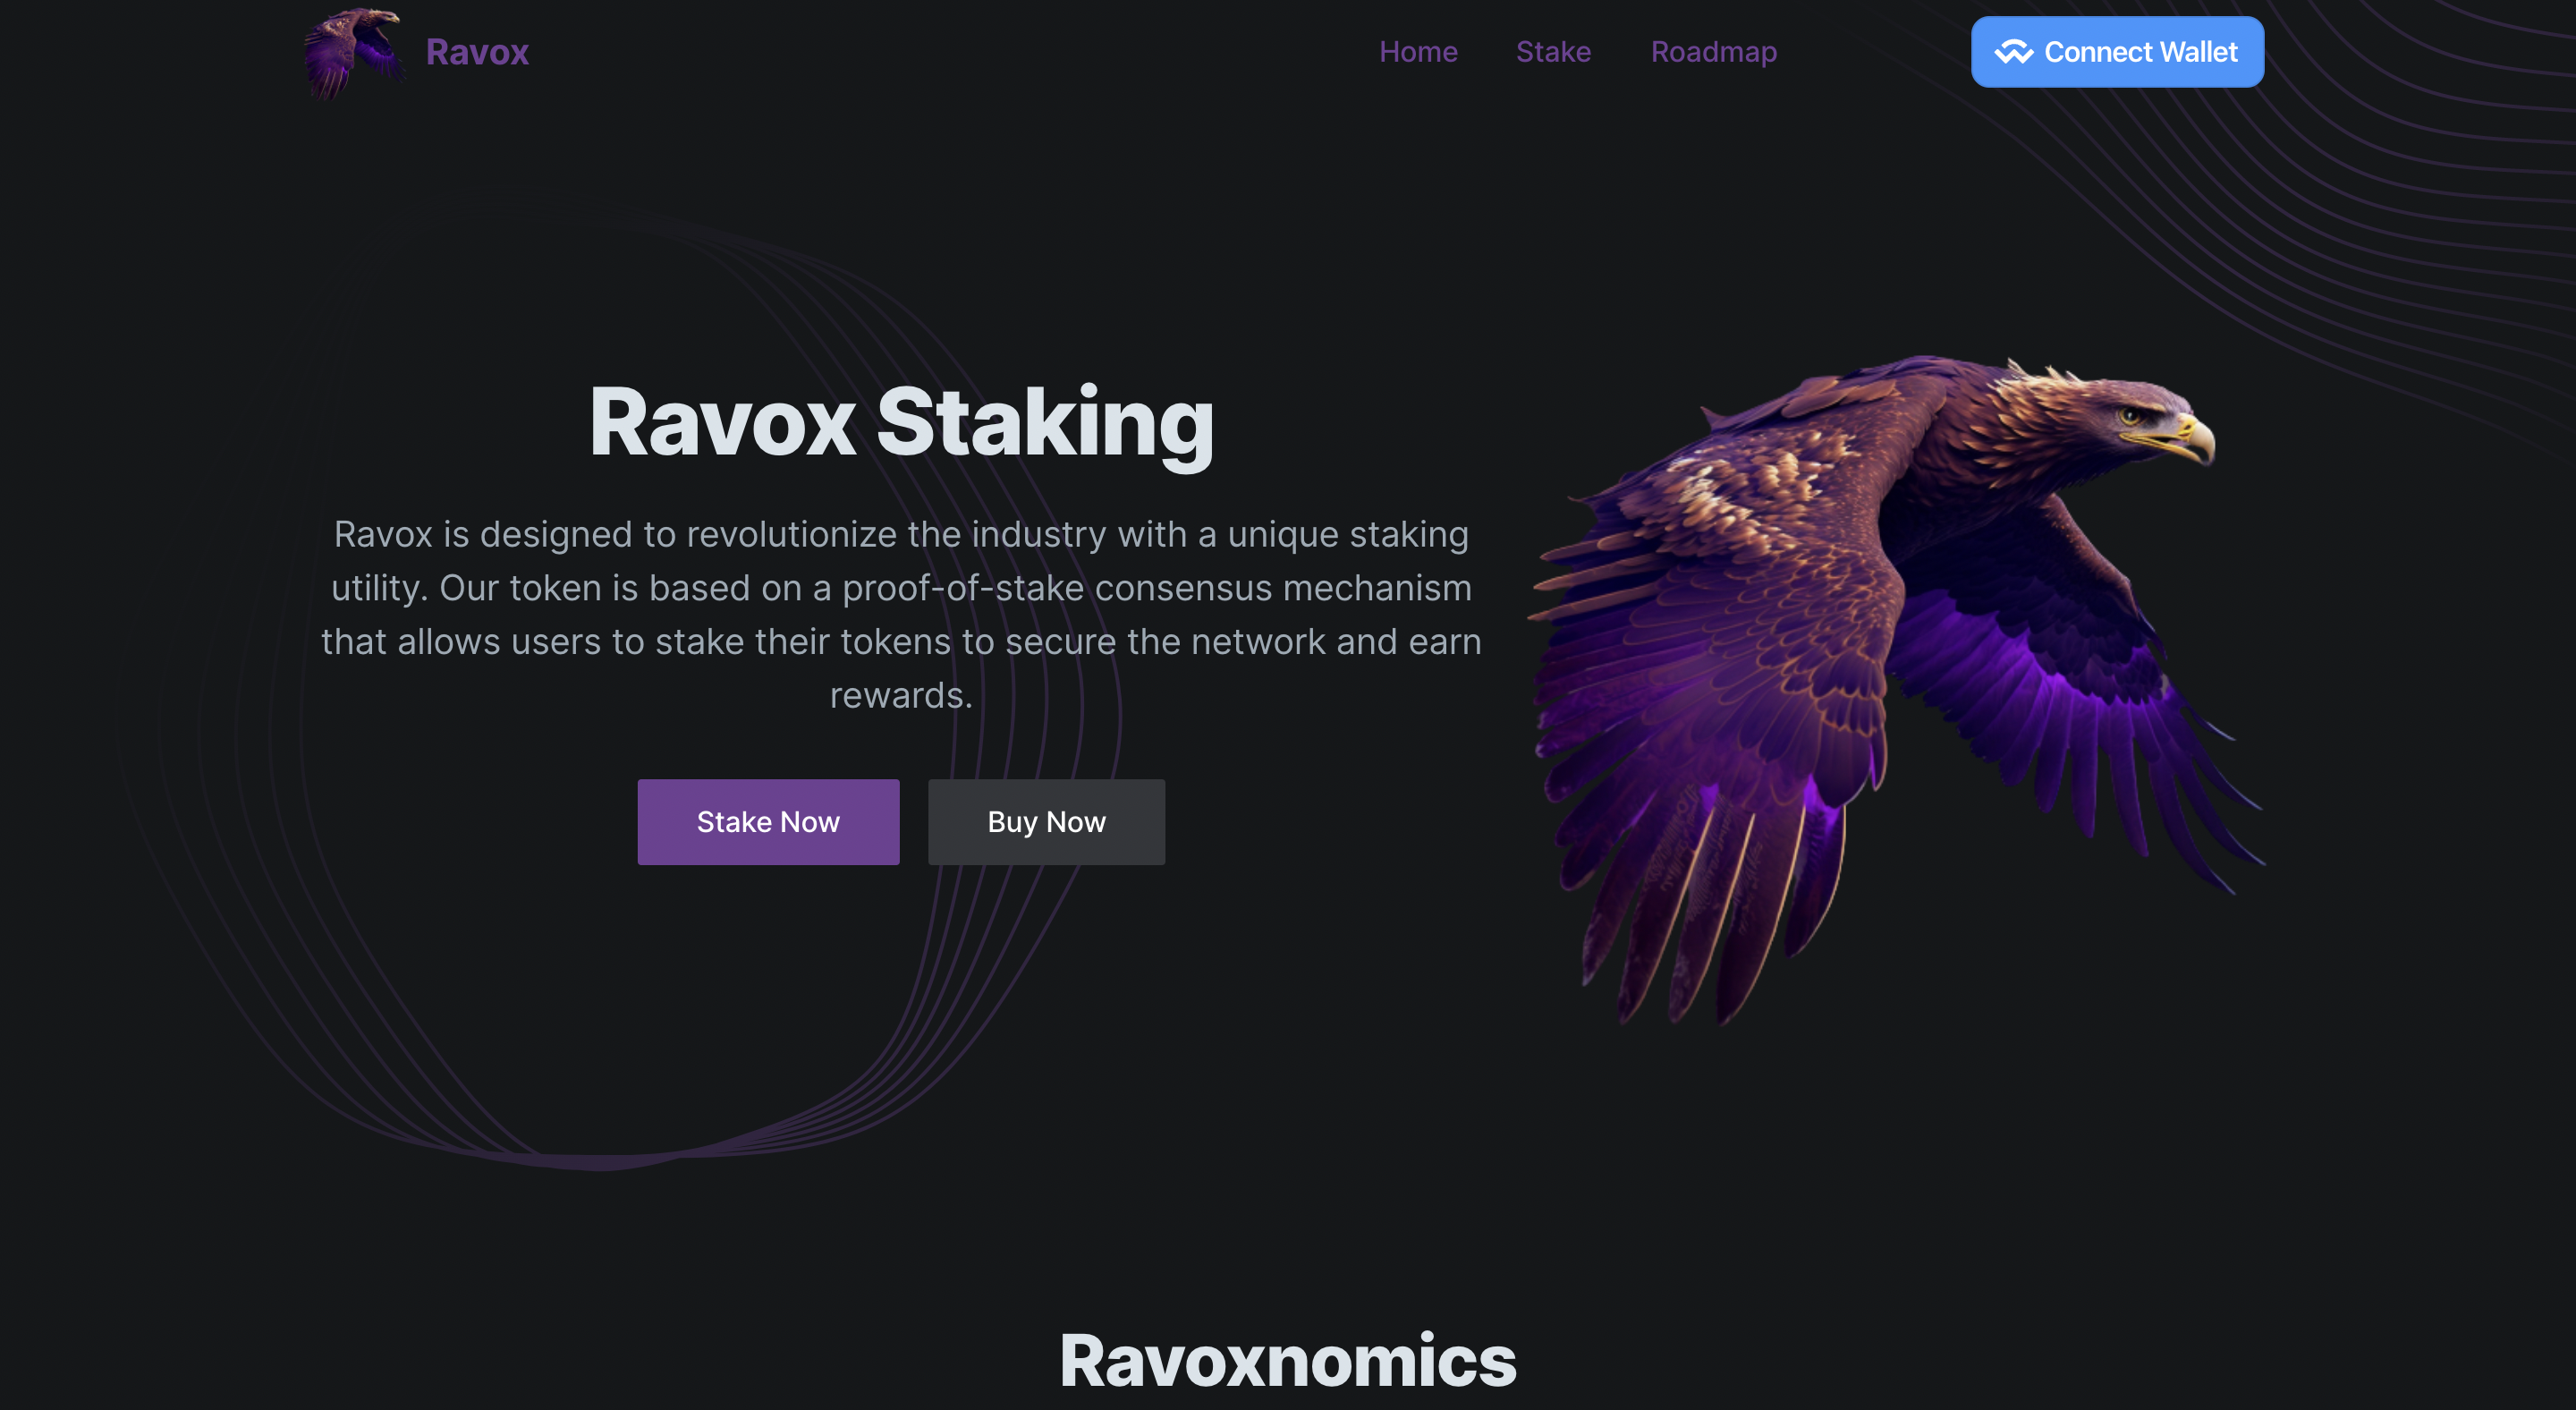 Ravox
Home
Stake
Roadmap
Connect Wallet
Ravox Staking
Ravox is designed to revolutionize the industry with a unique staking
utility. Our token is based on a proof-of-stake consensus mechanism
that allows users to stake their tokens to secure the network and earn
rewards.
Stake Now
Buy Now
Ravoxnomics